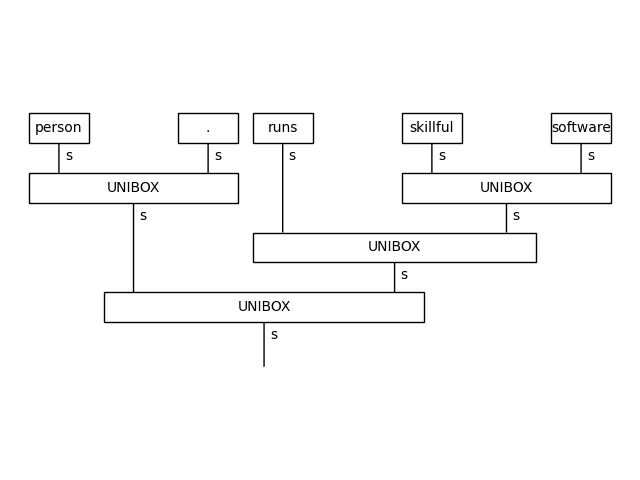 person . runs skillful software
s s s s s
UNIBOX UNIBOX
s s
UNIBOX
s
UNIBOX
s